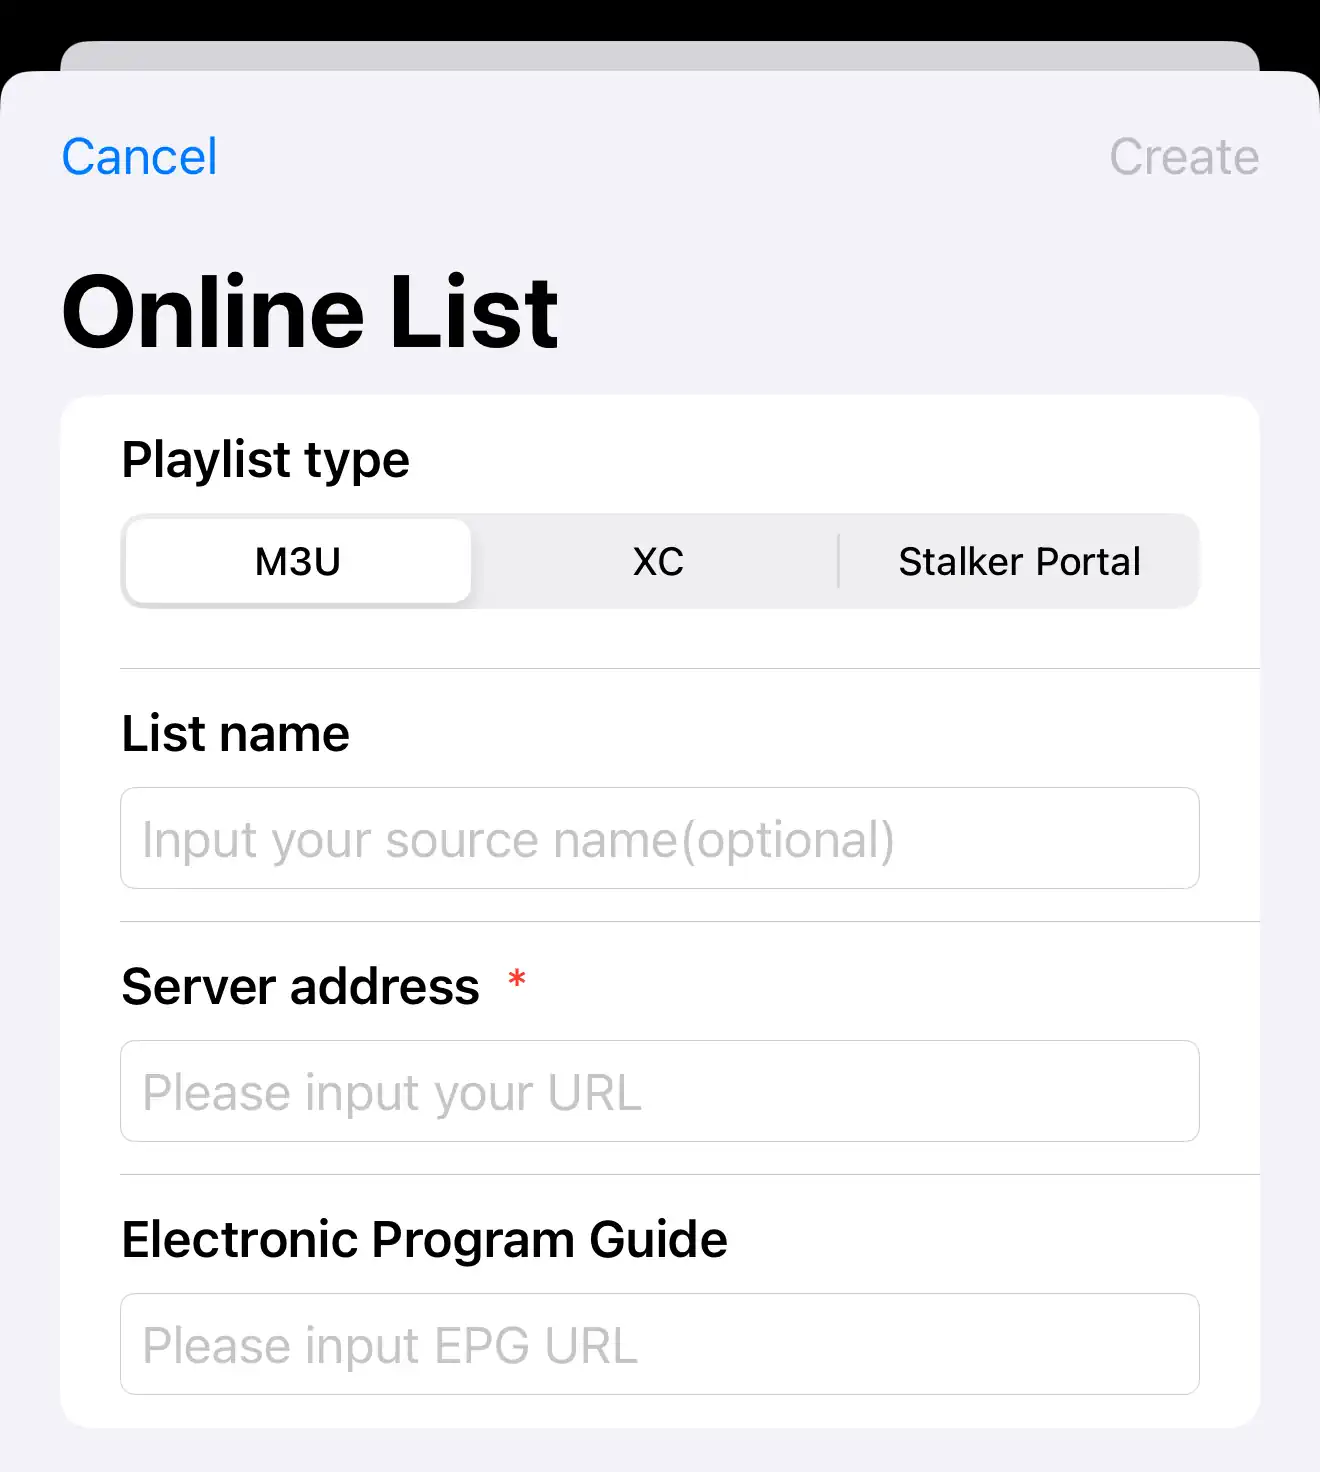 Cancel
Create
Online List
Playlist type
M3U
XC
Stalker Portal
List name
Input your source name(optional)
Server address *
Please input your URL
Electronic Program Guide
Please input EPG URL